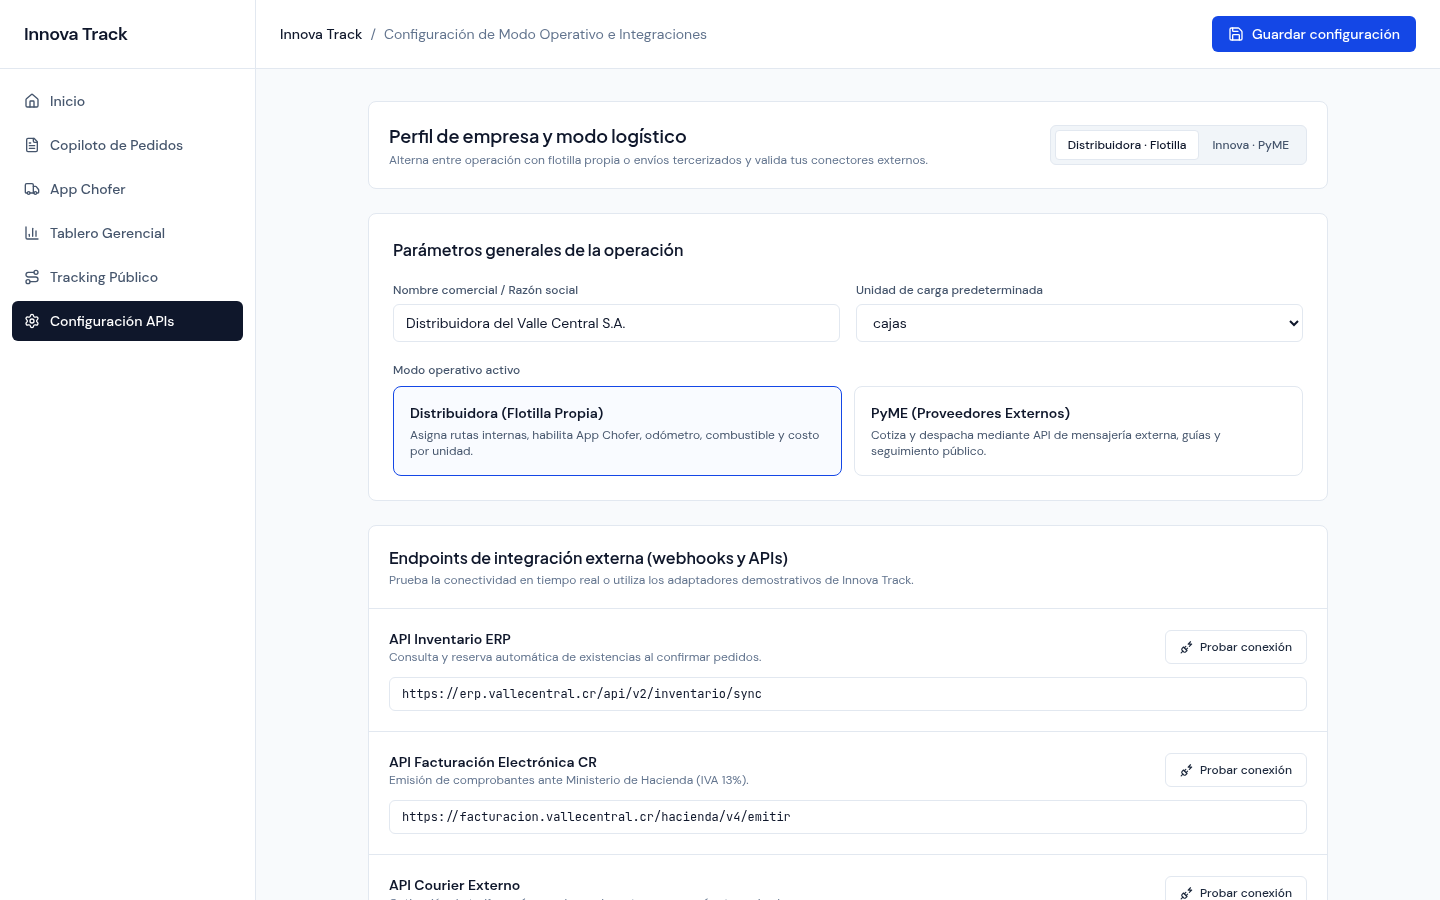 Innova Track
Innova Track / Configuración de Modo Operativo e Integraciones
Guardar configuración
Inicio
Copiloto de Pedidos
App Chofer
Tablero Gerencial
Tracking Público
Configuración APIs
Perfil de empresa y modo logístico
Alterna entre operación con flotilla propia o envíos tercerizados y valida tus conectores externos.
Distribuidora · Flotilla
Innova · PyME
Parámetros generales de la operación
Nombre comercial / Razón social
Distribuidora del Valle Central S.A.
Unidad de carga predeterminada
cajas
Modo operativo activo
Distribuidora (Flotilla Propia)
Asigna rutas internas, habilita App Chofer, odómetro, combustible y costo
por unidad.
PyME (Proveedores Externos)
Cotiza y despacha mediante API de mensajería externa, guías y
seguimiento público.
Endpoints de integración externa (webhooks y APIs)
Prueba la conectividad en tiempo real o utiliza los adaptadores demostrativos de Innova Track.
API Inventario ERP
Consulta y reserva automática de existencias al confirmar pedidos.
Probar conexión
https://erp.vallecentral.cr/api/v2/inventario/sync
API Facturación Electrónica CR
Emisión de comprobantes ante Ministerio de Hacienda (IVA 13%).
Probar conexión
https://facturacion.vallecentral.cr/hacienda/v4/emitir
API Courier Externo
Probar conexión